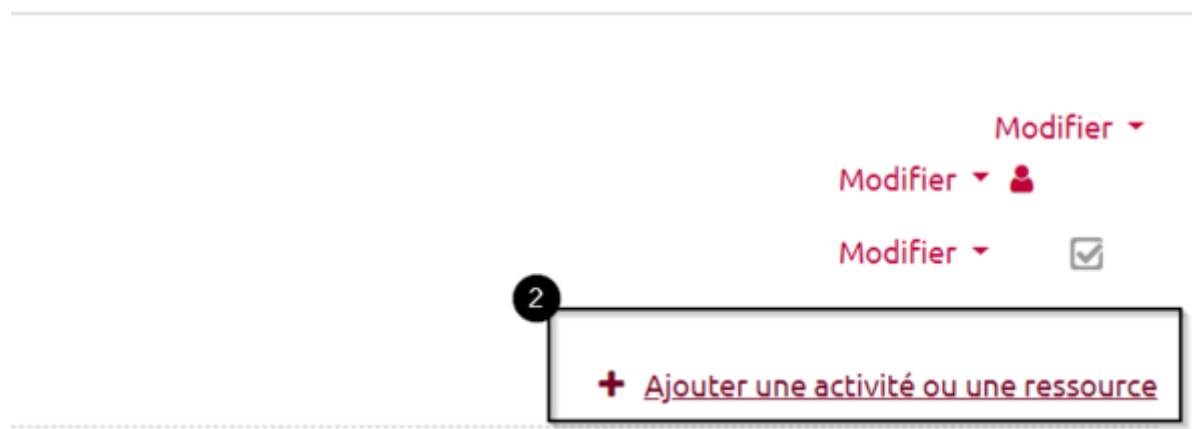 Modifier
Modifier
Modifier
2
Ajouter une activité ou une ressource